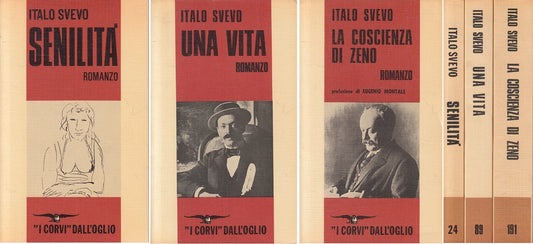 ITALO SVEVO
SENILITÀ
ROMANZO
"I CORVI" DALL'OGLIO
ITALO SVEVO
UNA VITA
ROMANZO
"I CORVI" DALL'OGLIO
ITALO SVEVO
LA COSCIENZA
DI ZENO
ROMANZO
prefazione di EUGENIO MONTALE
"I CORVI" DALL'OGLIO
ITALO SVEVO SENILITÀ
24
ITALO SVEVO UNA VITA
89
ITALO SVEVO LA COSCIENZA DI ZENO
191